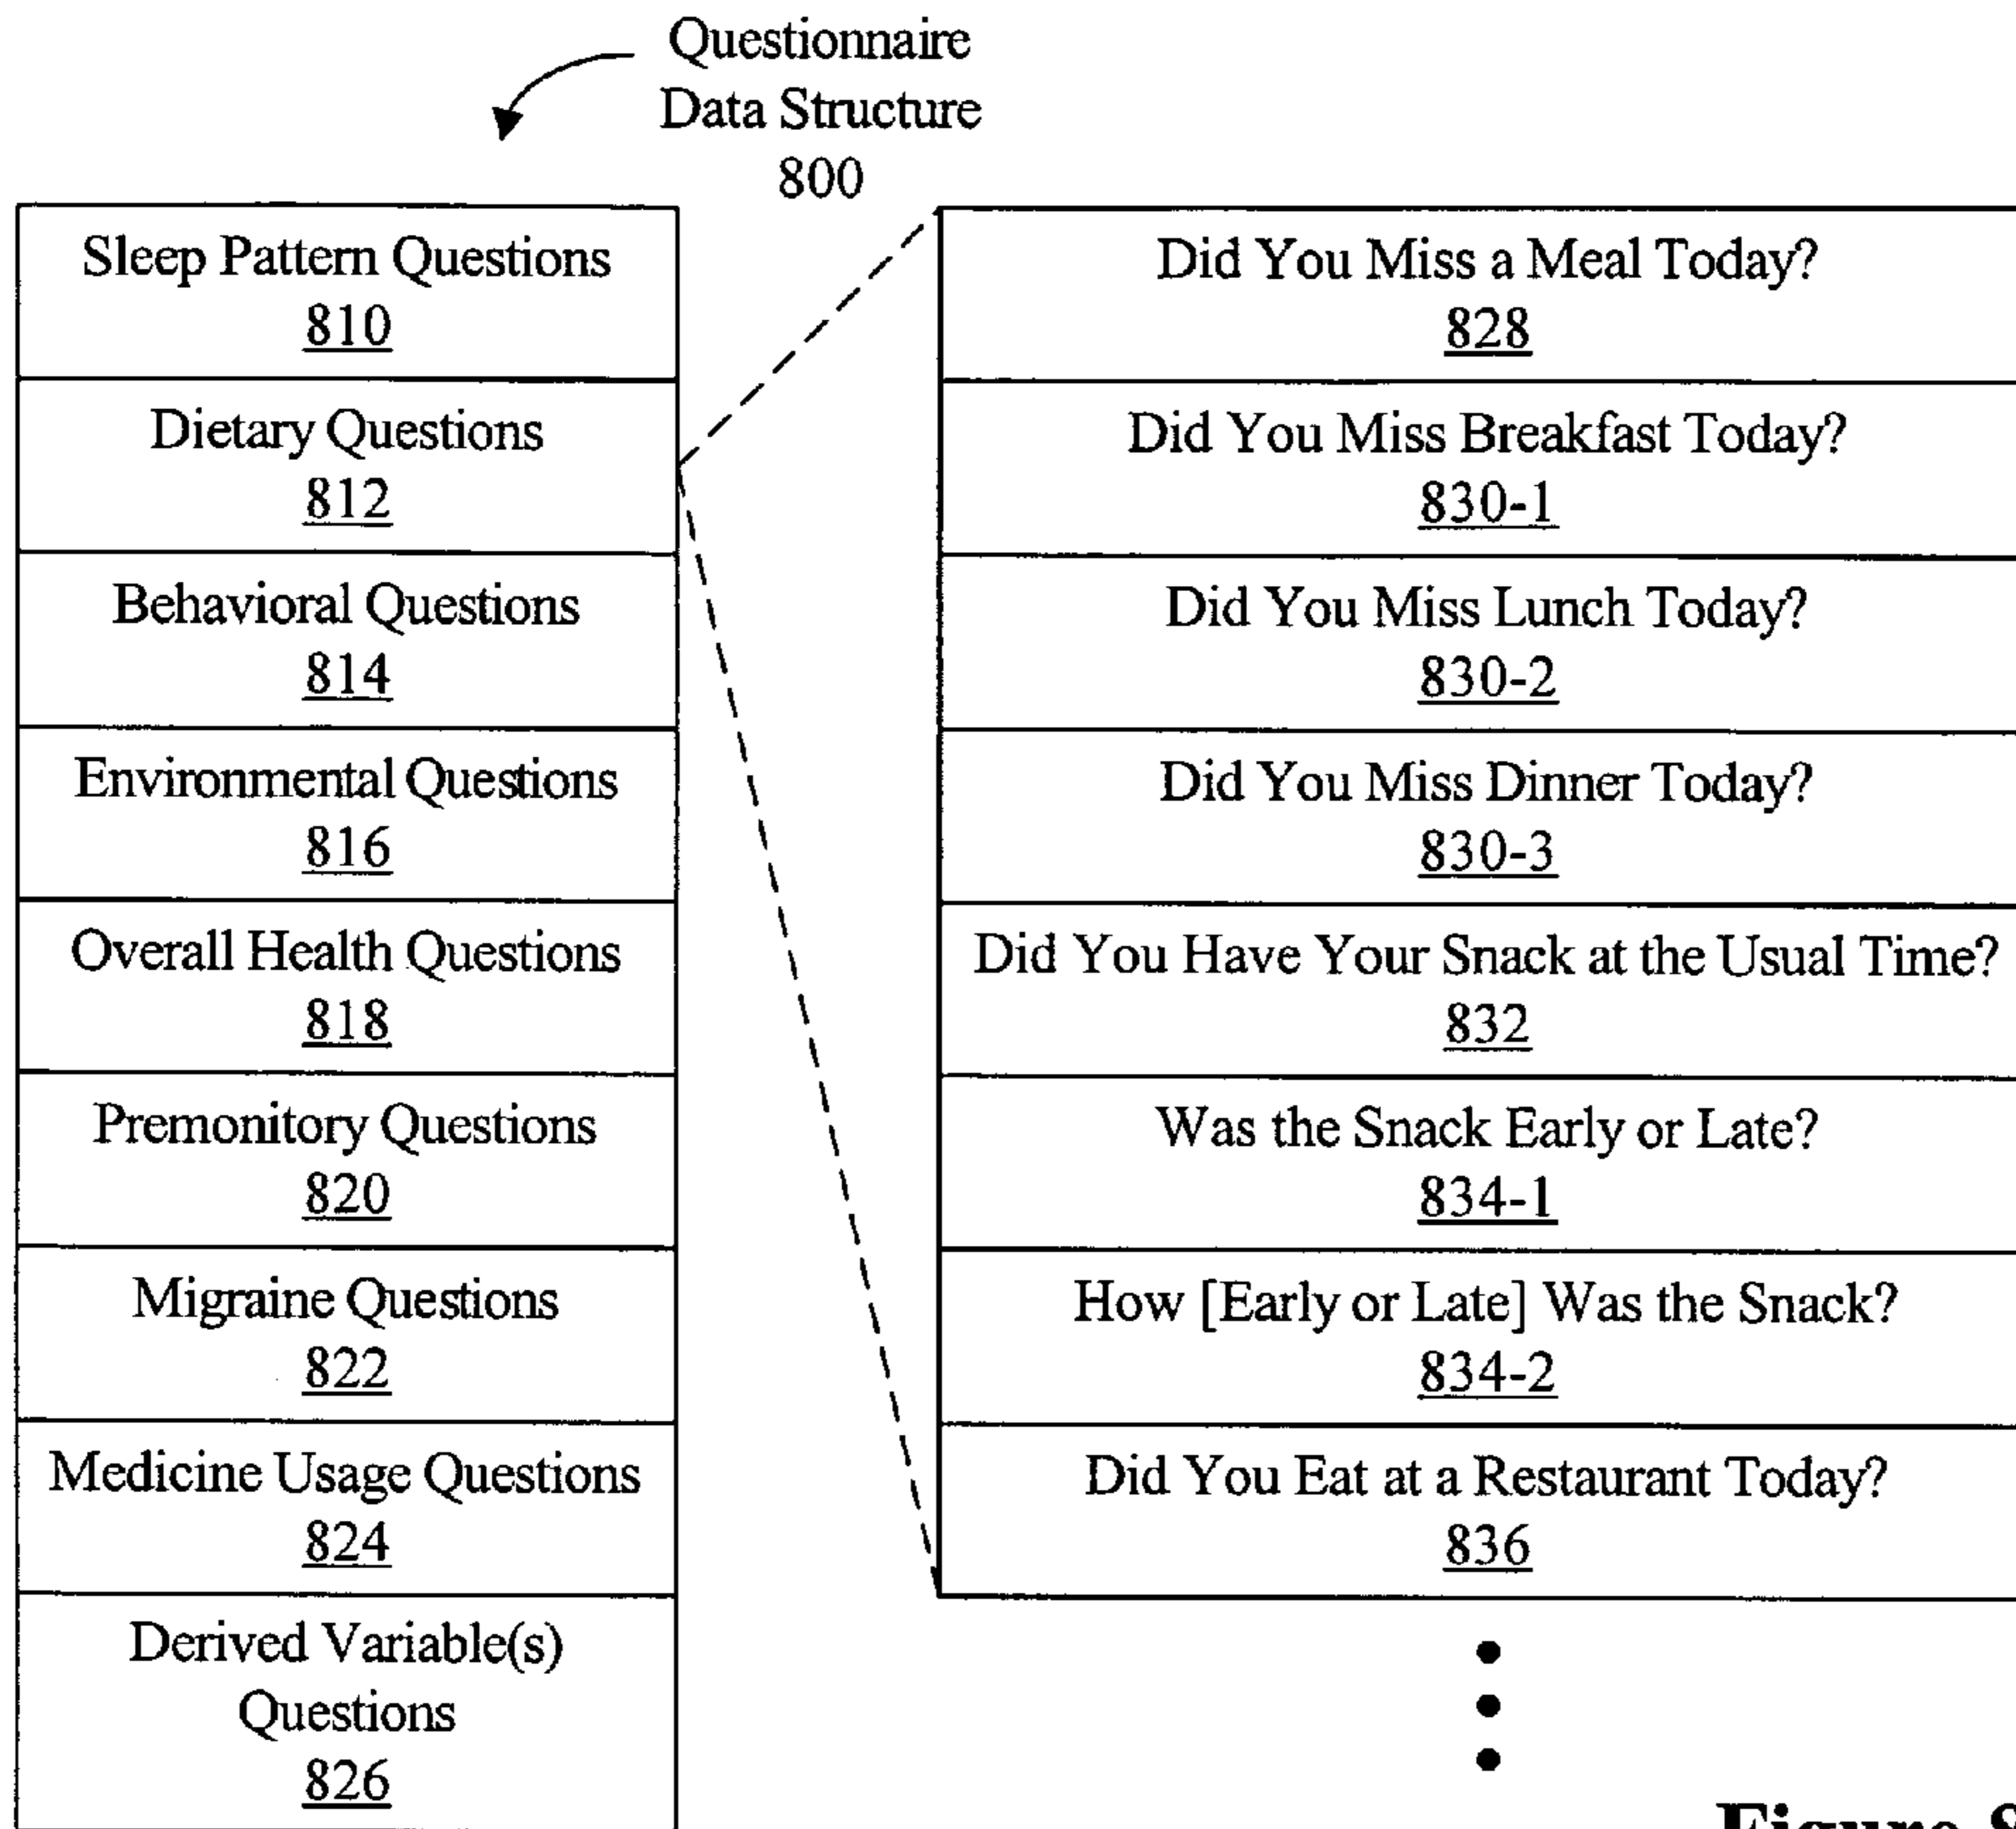 Questionnaire
Data Structure
800
Sleep Pattern Questions
810
Dietary Questions
812
Behavioral Questions
814
Environmental Questions
816
Overall Health Questions
818
Premonitory Questions
820
Migraine Questions
822
Medicine Usage Questions
824
Derived Variable(s)
Questions
826
Did You Miss a Meal Today?
828
Did You Miss Breakfast Today?
830-1
Did You Miss Lunch Today?
830-2
Did You Miss Dinner Today?
830-3
Did You Have Your Snack at the Usual Time?
832
Was the Snack Early or Late?
834-1
How [Early or Late] Was the Snack?
834-2
Did You Eat at a Restaurant Today?
836
Figure 8